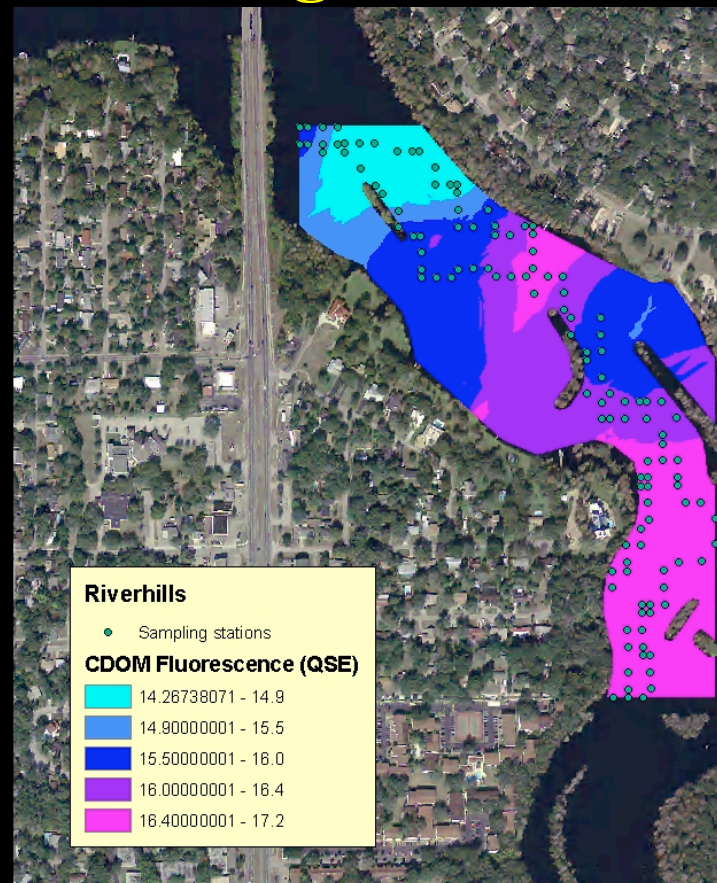 Riverhills
Sampling stations
CDOM Fluorescence (QSE)
14.26738071 - 14.9
14.90000001 - 15.5
15.50000001 - 16.0
16.00000001 - 16.4
16.40000001 - 17.2